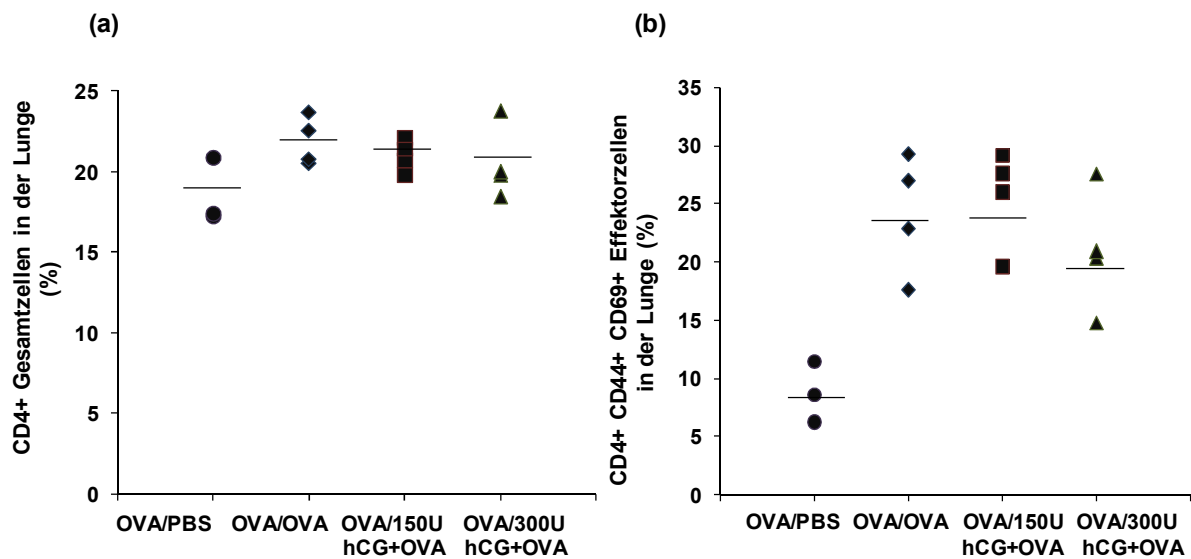 (a)
CD4+ Gesamtzellen in der Lunge
(%)
25
20
15
10
5
0
OVA/PBS
OVA/OVA
OVA/150U
hCG+OVA
OVA/300U
hCG+OVA
(b)
CD4+ CD44+ CD69+ Effektorzellen
in der Lunge (%)
35
30
25
20
15
10
5
0
OVA/PBS
OVA/OVA
OVA/150U
hCG+OVA
OVA/300U
hCG+OVA